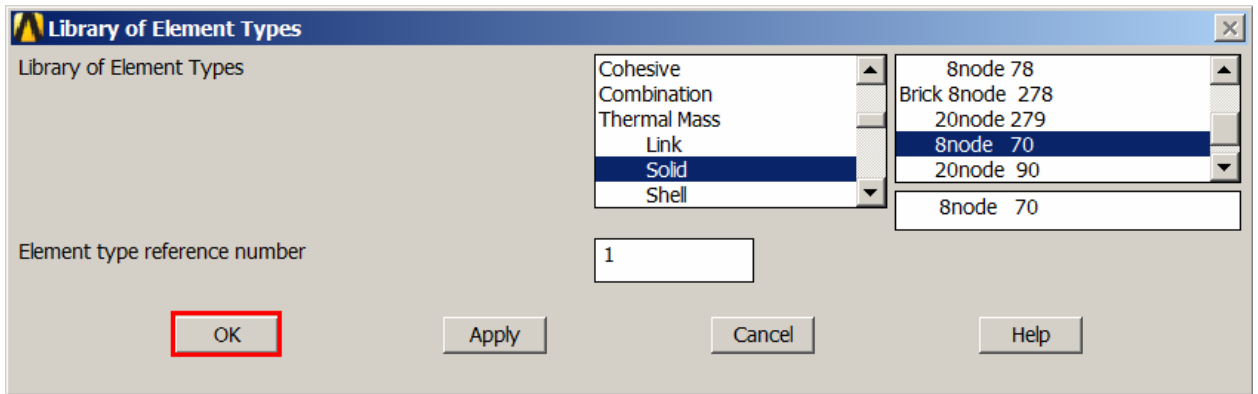 Library of Element Types
Library of Element Types
Cohesive
Combination
Thermal Mass
Link
Solid
Shell
8node 78
Brick 8node 278
20node 279
8node 70
20node 90
8node 70
Element type reference number
1
OK
Apply
Cancel
Help